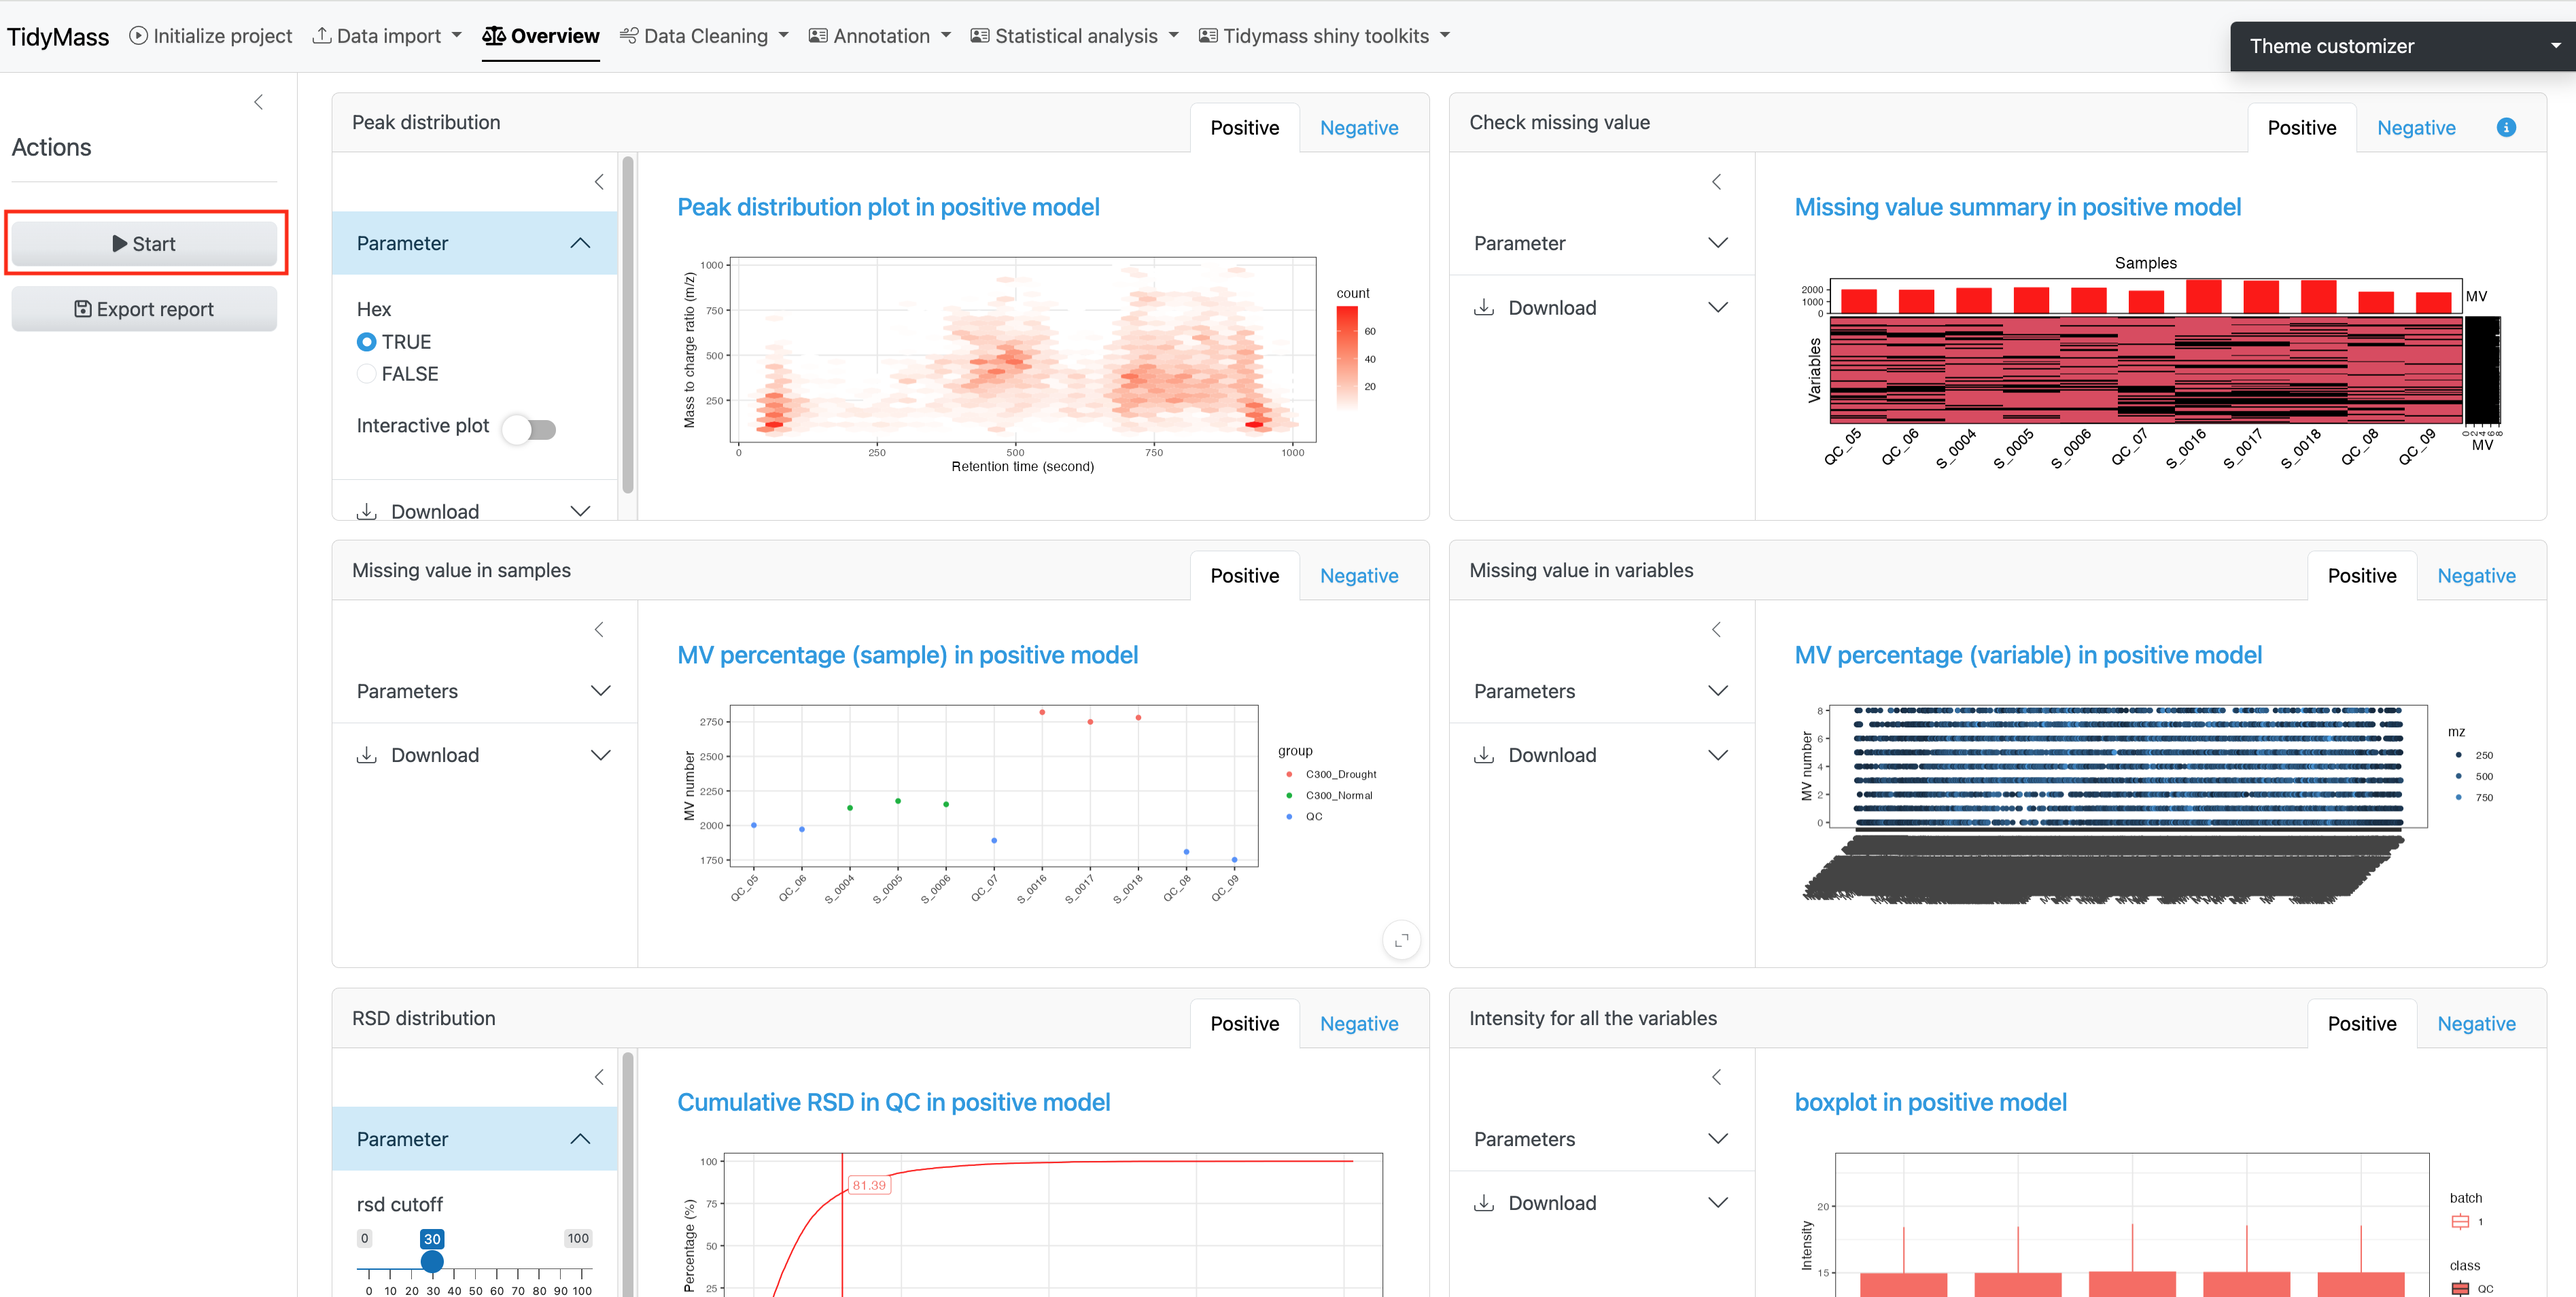 TidyMass Initialize project Data import Overview Data Cleaning Annotation Statistical analysis Tidymass shiny toolkits
Theme customizer
Actions
Start
Export report
Peak distribution
Positive Negative
Parameter
Hex
TRUE
FALSE
Interactive plot
Download
Peak distribution plot in positive model
Mass to charge ratio (m/z)
1000
750
500
250
0 250 500 750 1000
Retention time (second)
count
60
40
20
Check missing value
Positive Negative
Parameter
Download
Missing value summary in positive model
Samples
2000
1000
0
MV
Variables
QC_05 QC_06 S_0004 S_0005 S_0006 QC_07 S_0016 S_0017 S_0018 QC_08 QC_09
0 2 4 6 8
MV
Missing value in samples
Positive Negative
Parameters
Download
MV percentage (sample) in positive model
MV number
2750
2500
2250
2000
1750
QC_05 QC_06 S_0004 S_0005 S_0006 QC_07 S_0016 S_0017 S_0018 QC_08 QC_09
group
C300_Drought
C300_Normal
QC
Missing value in variables
Positive Negative
Parameters
Download
MV percentage (variable) in positive model
MV number
8
6
4
2
0
mz
250
500
750
RSD distribution
Positive Negative
Parameter
rsd cutoff
0 30 100
0 10 20 30 40 50 60 70 80 90 100
Cumulative RSD in QC in positive model
Percentage (%)
100
75
50
25
81.39
Intensity for all the variables
Positive Negative
Parameters
Download
boxplot in positive model
Intensity
20
15
batch
1
class
QC